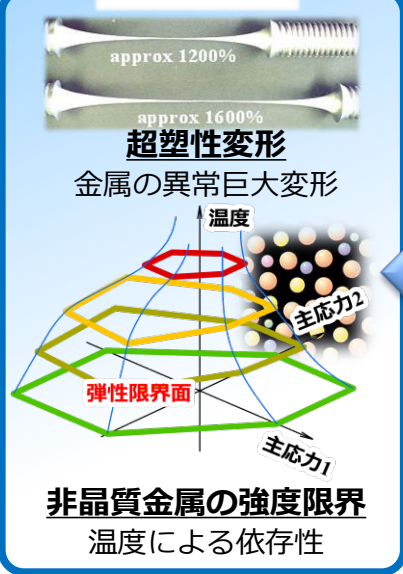 approx 1200%
approx 1600%
超塑性変形
金属の異常巨大変形
温度
主応力2
弾性限界面
主応力1
非晶質金属の強度限界
温度による依存性